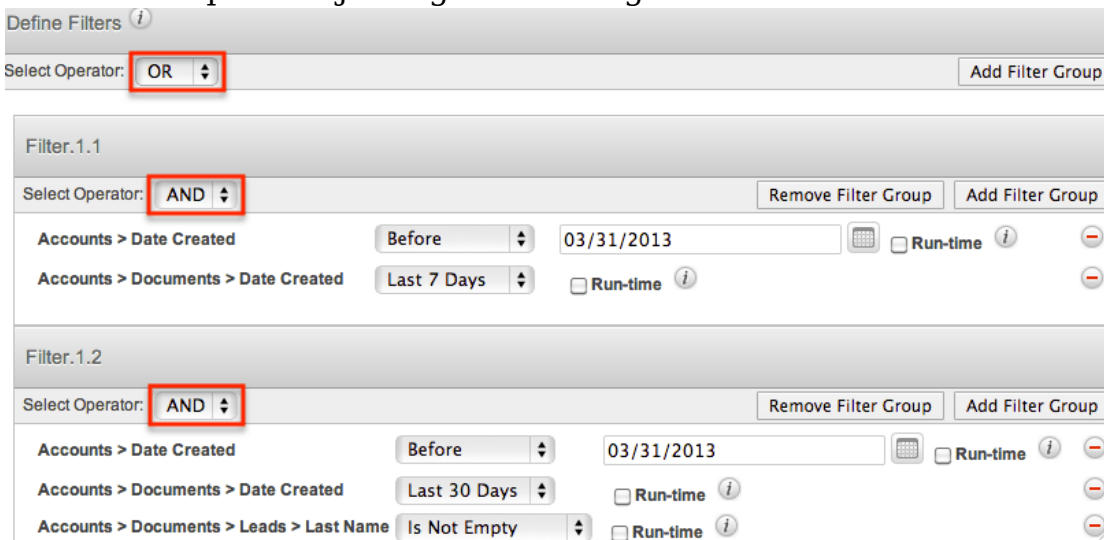 Define Filters i
Select Operator: OR Add Filter Group
Filter.1.1
Select Operator: AND Remove Filter Group Add Filter Group
Accounts > Date Created Before 03/31/2013 Run-time i
Accounts > Documents > Date Created Last 7 Days Run-time i
Filter.1.2
Select Operator: AND Remove Filter Group Add Filter Group
Accounts > Date Created Before 03/31/2013 Run-time i
Accounts > Documents > Date Created Last 30 Days Run-time i
Accounts > Documents > Leads > Last Name Is Not Empty Run-time i